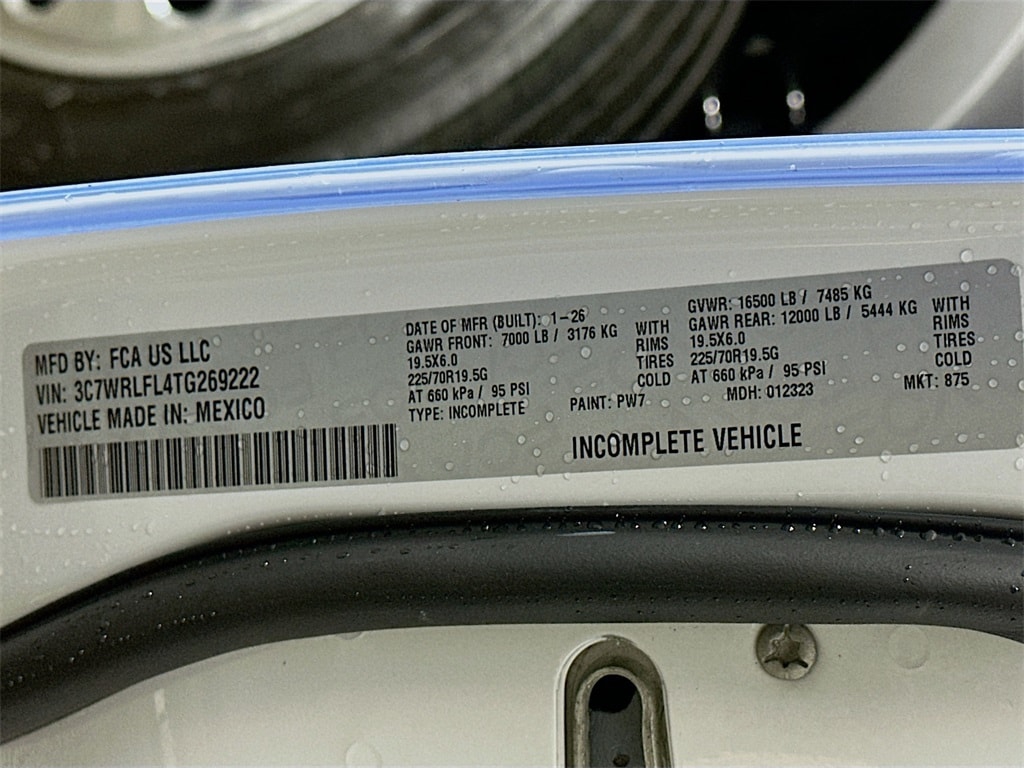 MFD BY: FCA US LLC
VIN: 3C7WRLFL4TG269222
VEHICLE MADE IN: MEXICO
DATE OF MFR (BUILT): 1-26
GAWR FRONT: 7000 LB / 3176 KG
19.5X6.0
225/70R19.5G
AT 660 kPa / 95 PSI
TYPE: INCOMPLETE
WITH
RIMS
TIRES
COLD
GVWR: 16500 LB / 7485 KG
GAWR REAR: 12000 LB / 5444 KG
19.5X6.0
225/70R19.5G
AT 660 kPa / 95 PSI
WITH
RIMS
TIRES
COLD
PAINT: PW7
MDH: 012323
MKT: 875
INCOMPLETE VEHICLE